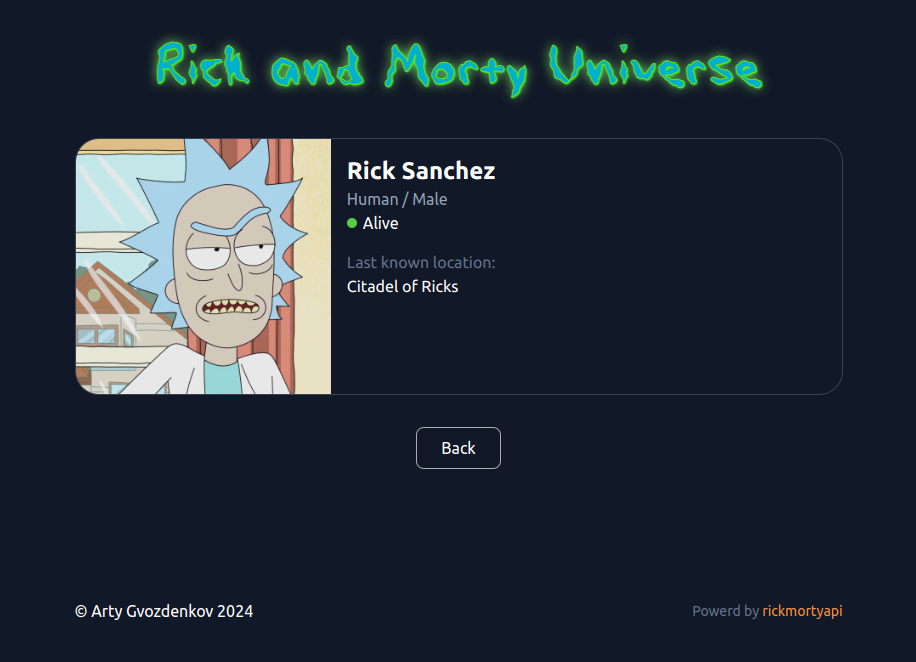 Rich and Morty Universe
Rick Sanchez
Human / Male
Alive
Last known location:
Citadel of Ricks
Back
© Arty Gvozdenkov 2024
Powerd by rickmortyapi